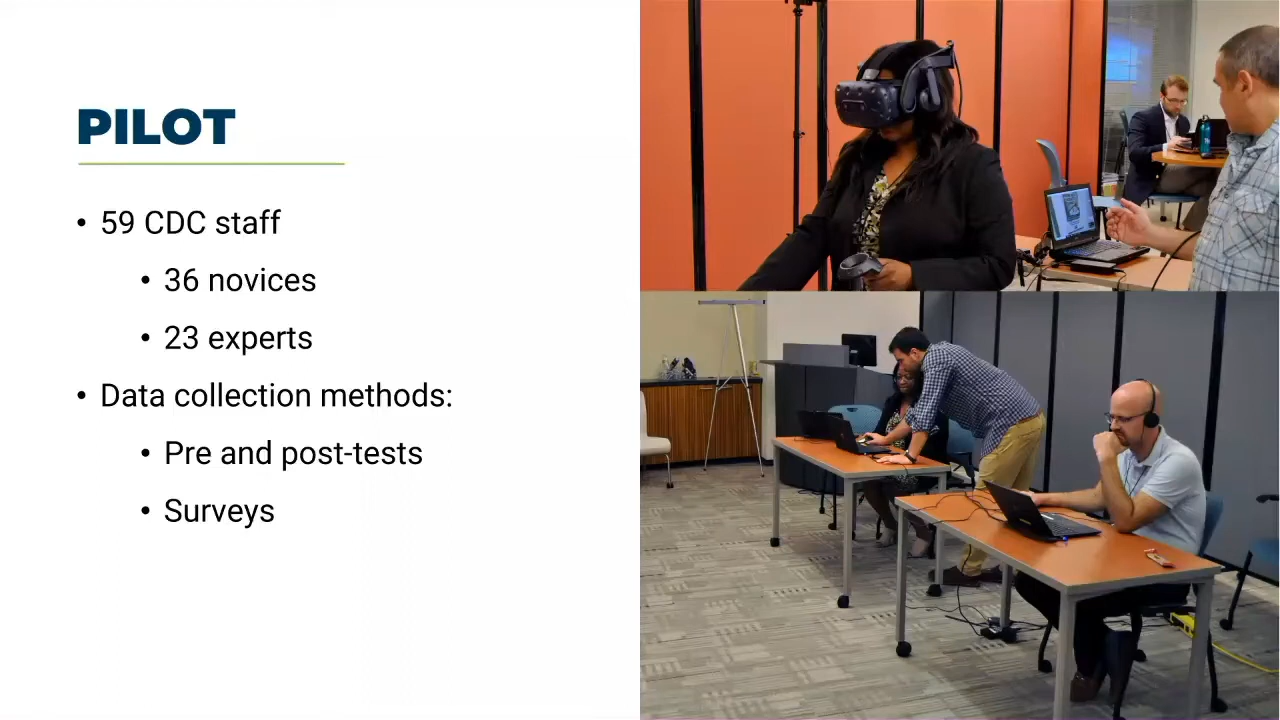 PILOT
• 59 CDC staff
• 36 novices
• 23 experts
• Data collection methods:
• Pre and post-tests
• Surveys